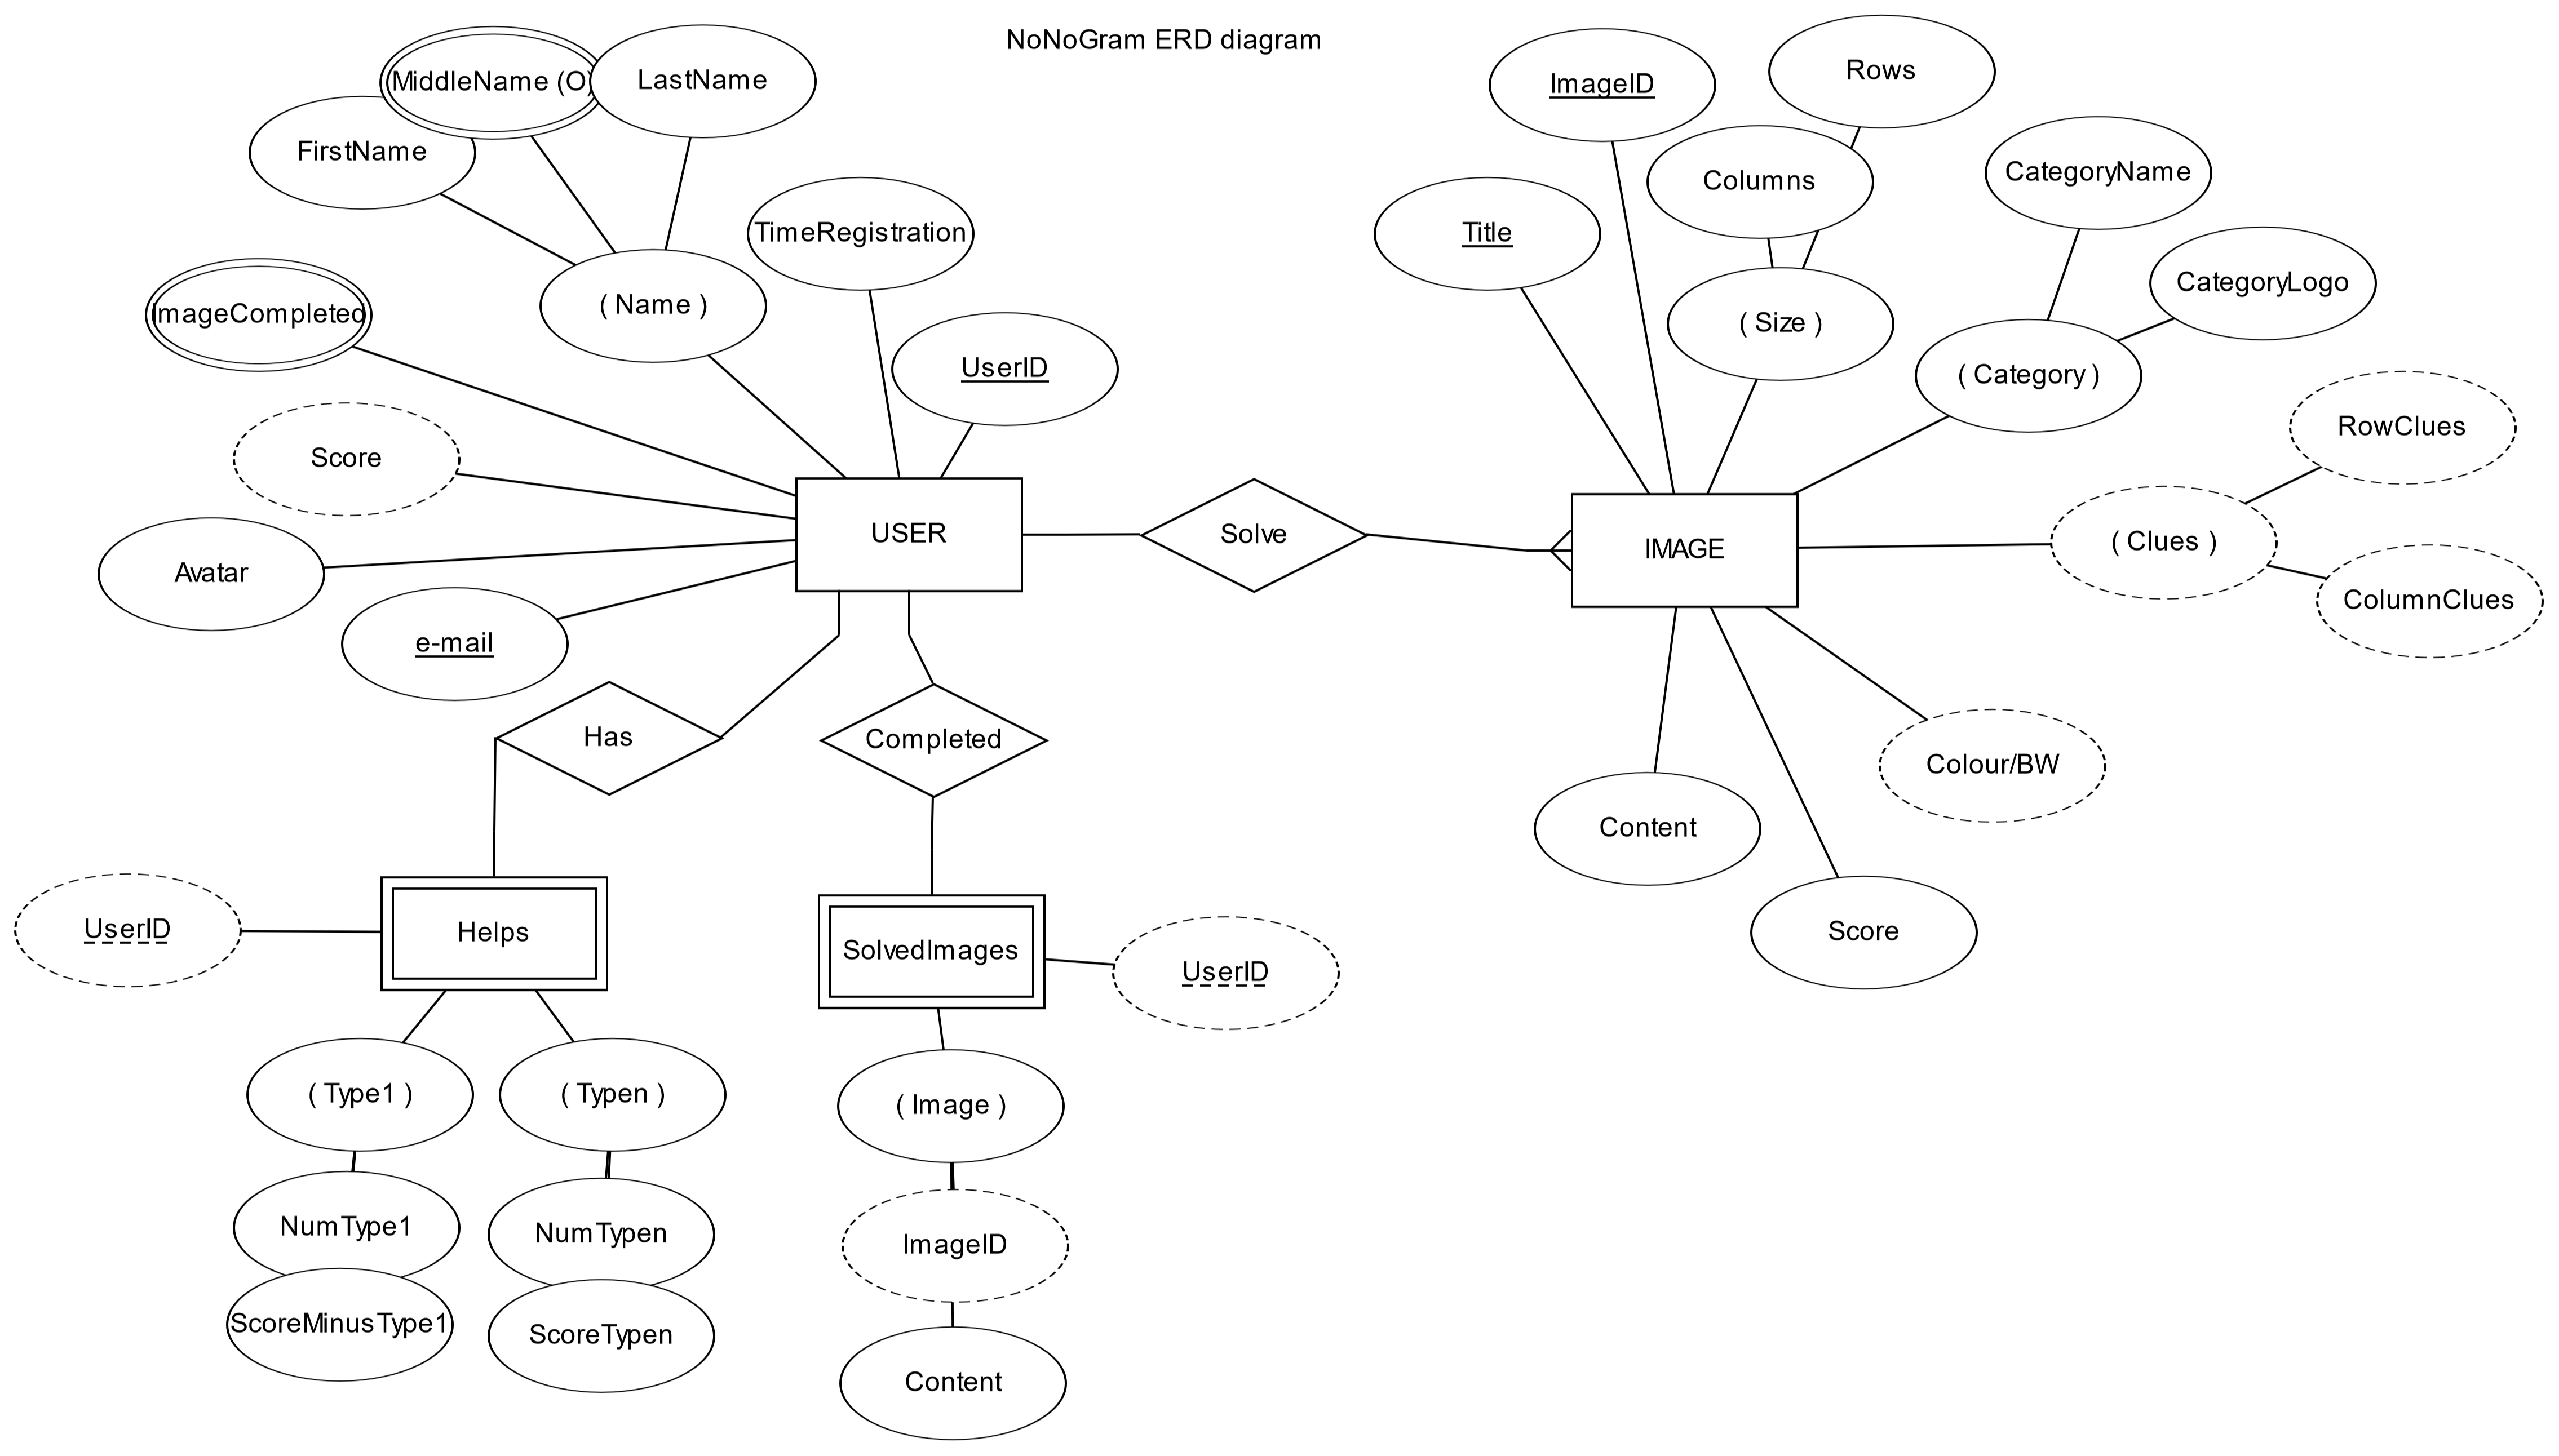 NoNoGram ERD diagram
MiddleName (O)
LastName
FirstName
ImageID
Rows
Columns
CategoryName
TimeRegistration
Title
( Name )
ImageCompleted
( Size )
CategoryLogo
UserID
( Category )
RowClues
Score
USER
Solve
IMAGE
( Clues )
Avatar
ColumnClues
e-mail
Has
Completed
Colour/BW
Content
Score
UserID
Helps
SolvedImages
UserID
( Type1 )
( Typen )
( Image )
NumType1
NumTypen
ImageID
ScoreMinusType1
ScoreTypen
Content